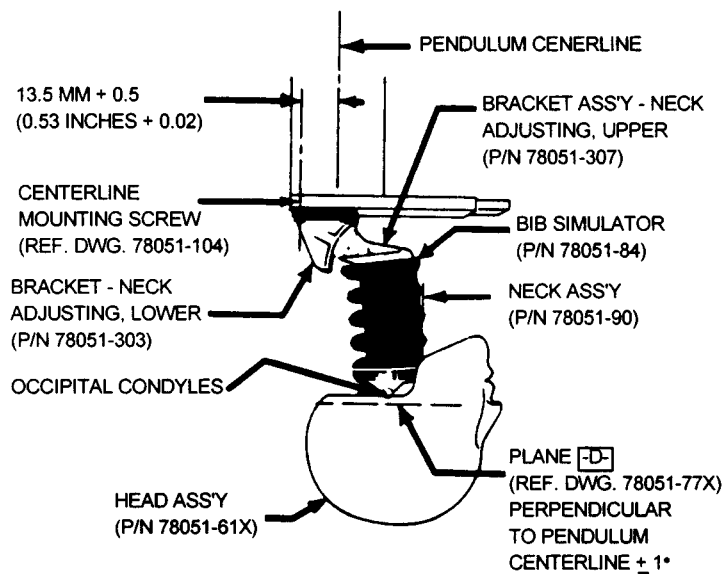 PENDULUM CENERLINE
13.5 MM + 0.5
(0.53 INCHES + 0.02)
BRACKET ASS'Y - NECK
ADJUSTING, UPPER
(P/N 78051-307)
CENTERLINE
MOUNTING SCREW
(REF. DWG. 78051-104)
BIB SIMULATOR
(P/N 78051-84)
BRACKET - NECK
ADJUSTING, LOWER
(P/N 78051-303)
NECK ASS'Y
(P/N 78051-90)
OCCIPITAL CONDYLES
PLANE -D-
(REF. DWG. 78051-77X)
PERPENDICULAR
TO PENDULUM
CENTERLINE ± 1°
HEAD ASS'Y
(P/N 78051-61X)